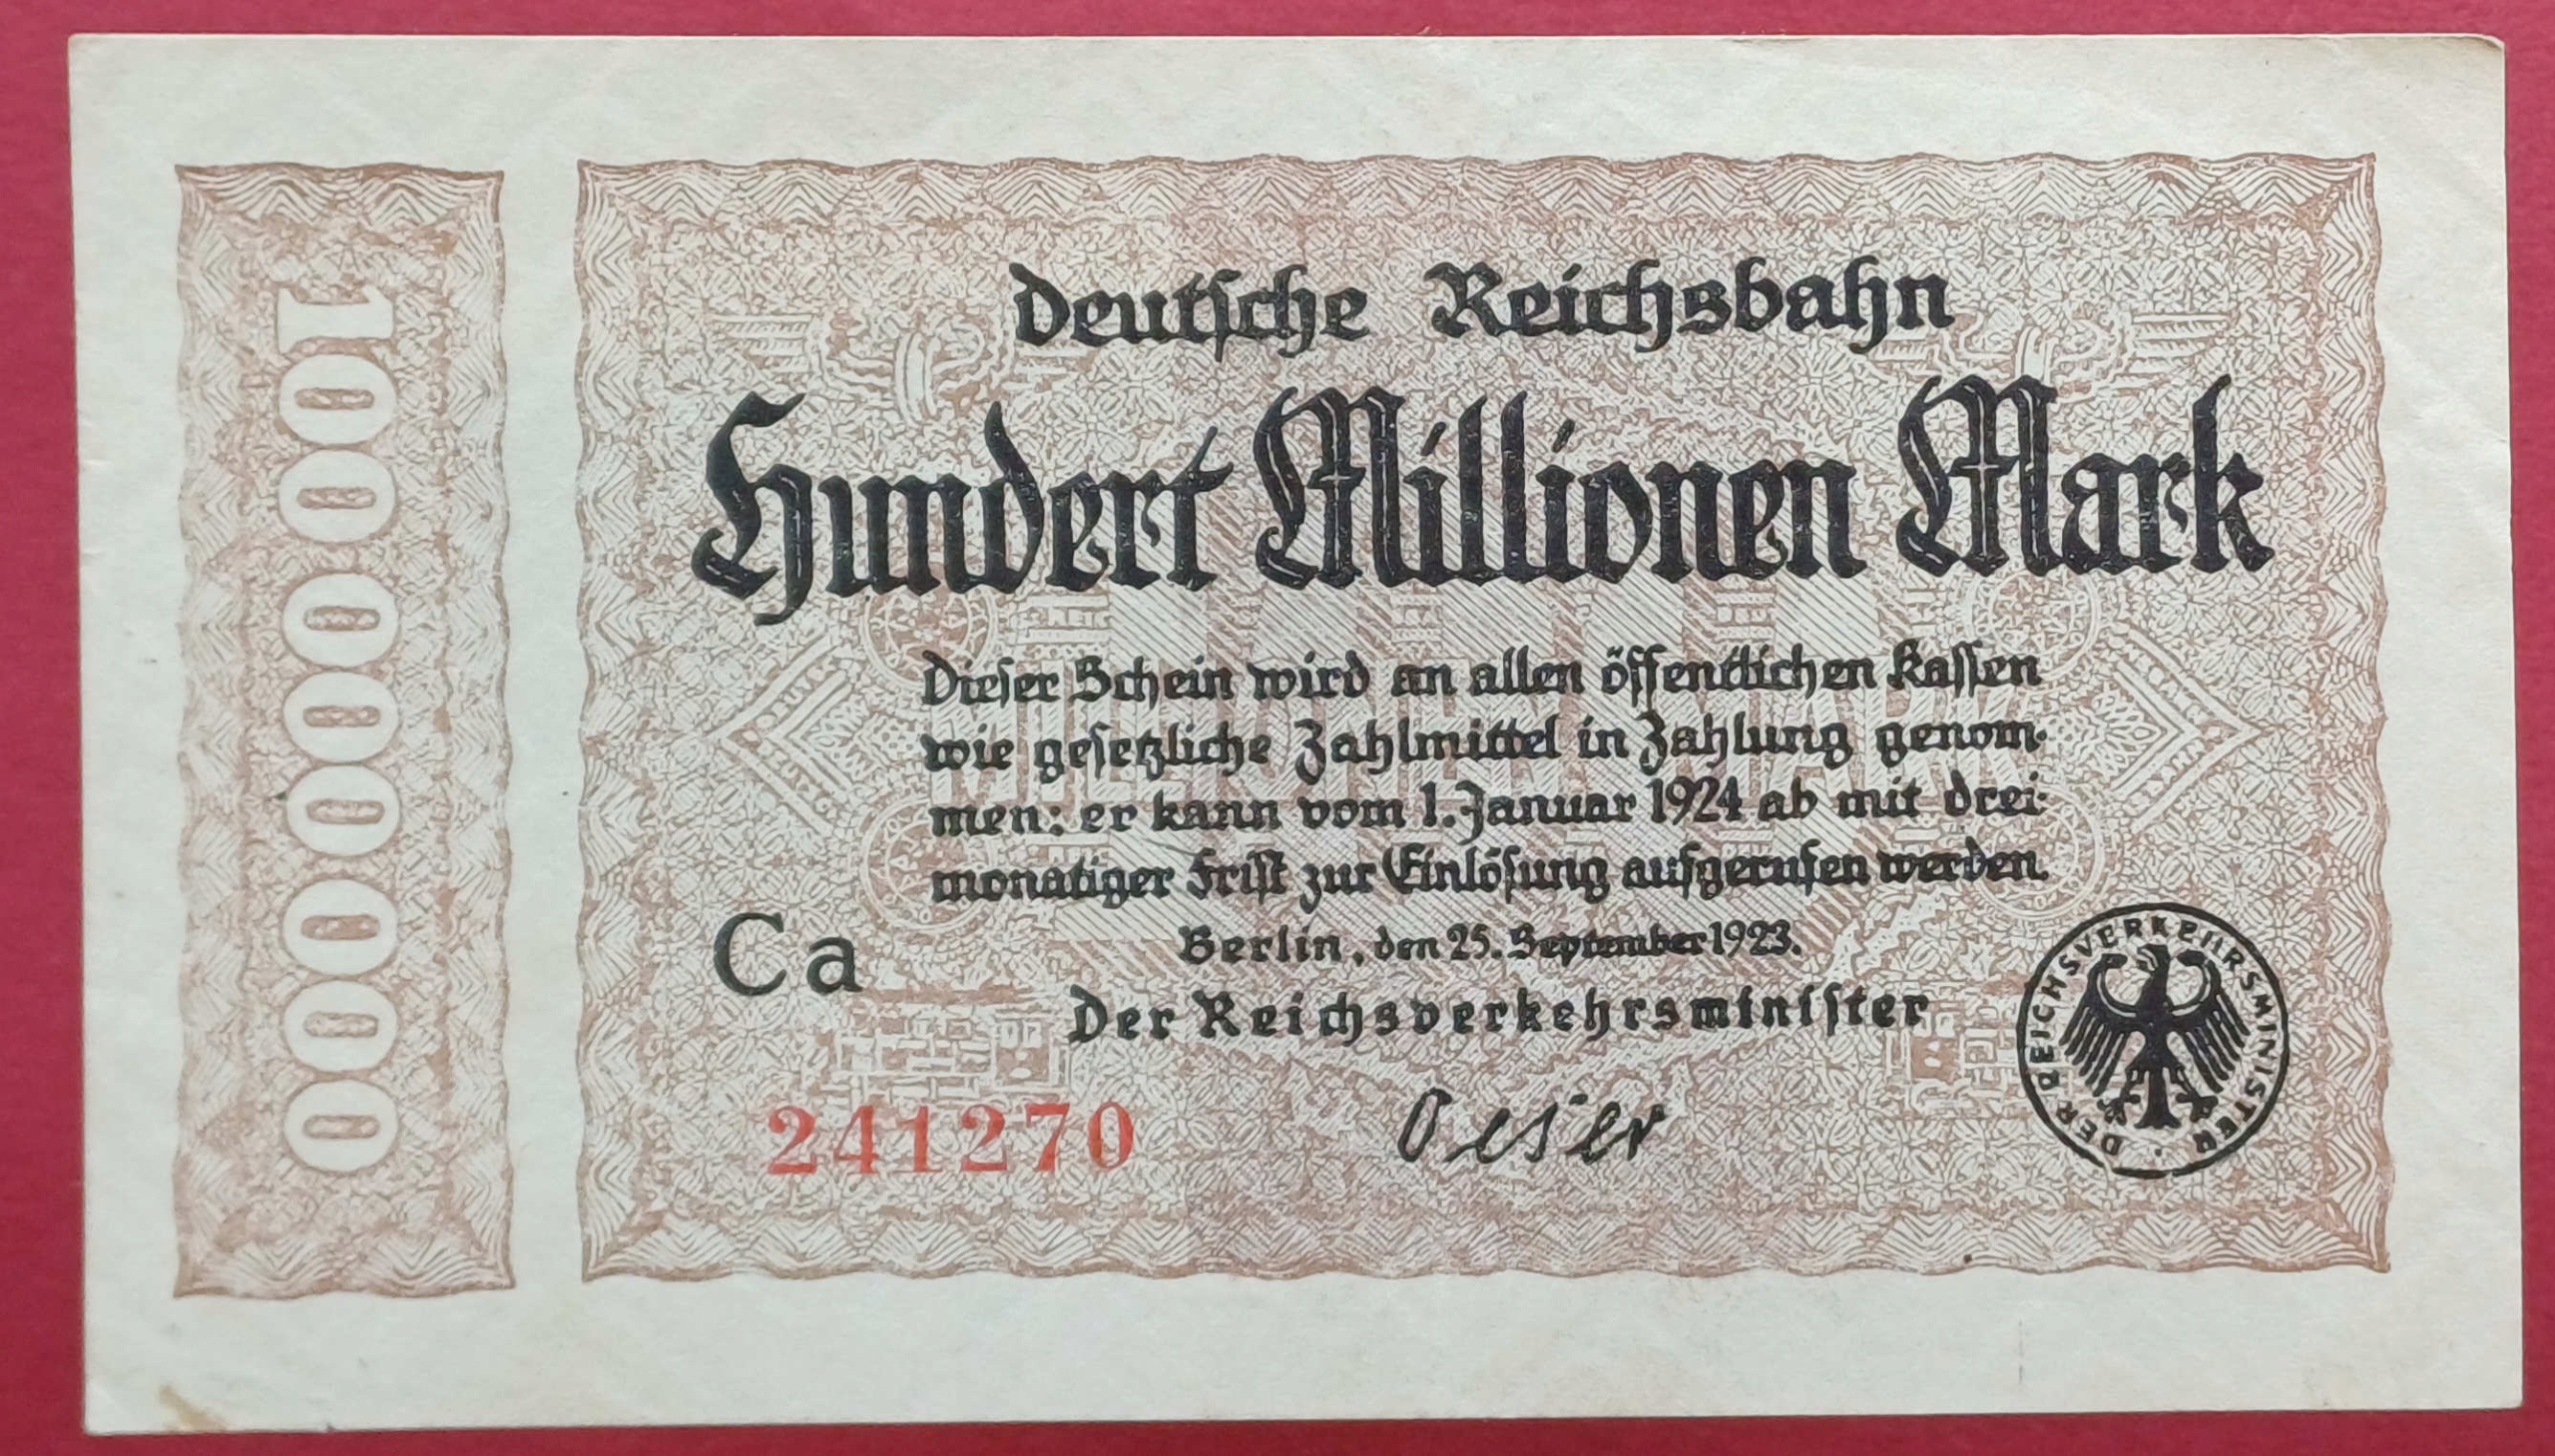 100000000
Deutsche Reichsbahn
Hundert Millionen Mark
Dieser Schein wird an allen öffentlichen Kassen
wie gesetzliche Zahlmittel in Zahlung genom-
men: er kann vom 1. Januar 1924 ab mit drei-
monatiger Frist zur Einlösung aufgerufen werden.
Berlin, den 25. September 1923.
Ca
Der Reichsverkehrsminister
241270
Oeser
DER REICHSVERKEHRSMINISTER
MILLIONEN MARK